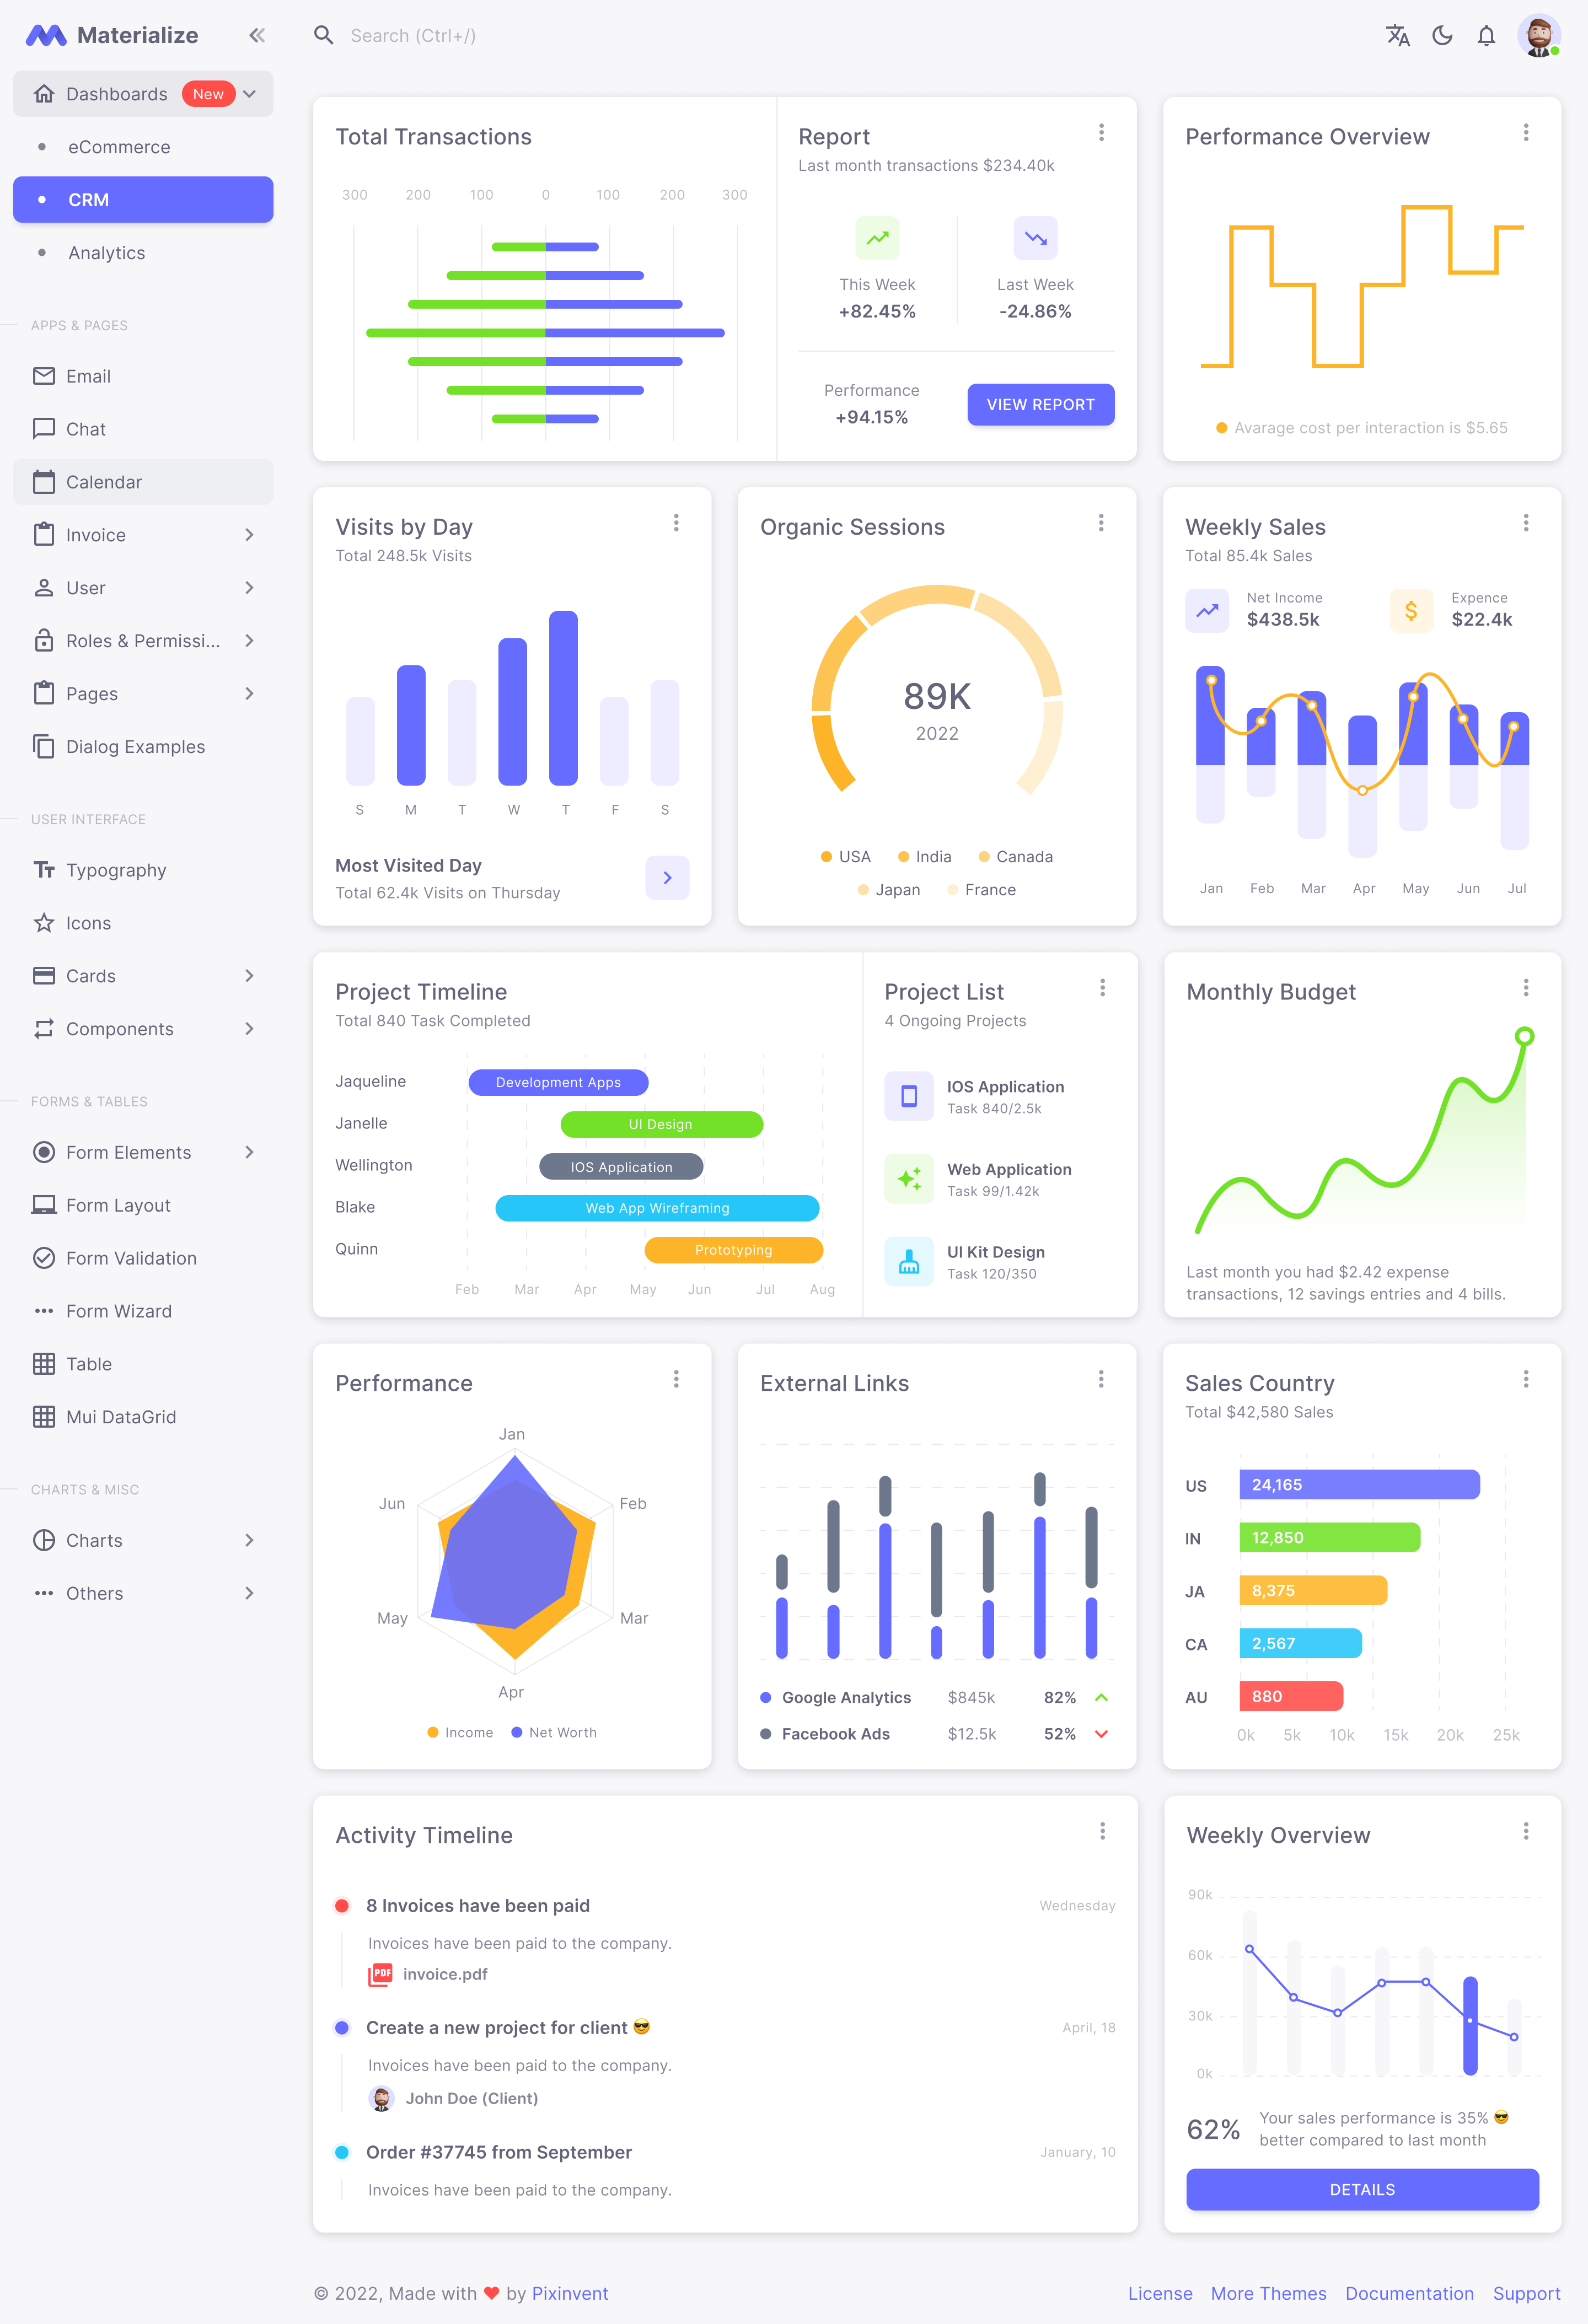 Materialize
Search (Ctrl+/)
Dashboards New
eCommerce
CRM
Analytics
APPS & PAGES
Email
Chat
Calendar
Invoice
User
Roles & Permissi...
Pages
Dialog Examples
USER INTERFACE
Typography
Icons
Cards
Components
FORMS & TABLES
Form Elements
Form Layout
Form Validation
Form Wizard
Table
Mui DataGrid
CHARTS & MISC
Charts
Others
Total Transactions
300 200 100 0 100 200 300
Report
Last month transactions $234.40k
This Week
+82.45%
Last Week
-24.86%
Performance
+94.15%
VIEW REPORT
Performance Overview
Avarage cost per interaction is $5.65
Visits by Day
Total 248.5k Visits
S M T W T F S
Most Visited Day
Total 62.4k Visits on Thursday
Organic Sessions
89K
2022
USA India Canada
Japan France
Weekly Sales
Total 85.4k Sales
Net Income
$438.5k
Expence
$22.4k
Jan Feb Mar Apr May Jun Jul
Project Timeline
Total 840 Task Completed
Jaqueline Development Apps
Janelle UI Design
Wellington IOS Application
Blake Web App Wireframing
Quinn Prototyping
Feb Mar Apr May Jun Jul Aug
Project List
4 Ongoing Projects
IOS Application
Task 840/2.5k
Web Application
Task 99/1.42k
UI Kit Design
Task 120/350
Monthly Budget
Last month you had $2.42 expense
transactions, 12 savings entries and 4 bills.
Performance
Jan
Jun Feb
May Mar
Apr
Income Net Worth
External Links
Google Analytics $845k 82%
Facebook Ads $12.5k 52%
Sales Country
Total $42,580 Sales
US 24,165
IN 12,850
JA 8,375
CA 2,567
AU 880
0k 5k 10k 15k 20k 25k
Activity Timeline
8 Invoices have been paid Wednesday
Invoices have been paid to the company.
PDF invoice.pdf
Create a new project for client 😎 April, 18
Invoices have been paid to the company.
John Doe (Client)
Order #37745 from September January, 10
Invoices have been paid to the company.
Weekly Overview
90k
60k
30k
0k
62%
Your sales performance is 35% 😎
better compared to last month
DETAILS
© 2022, Made with ❤ by Pixinvent
License More Themes Documentation Support